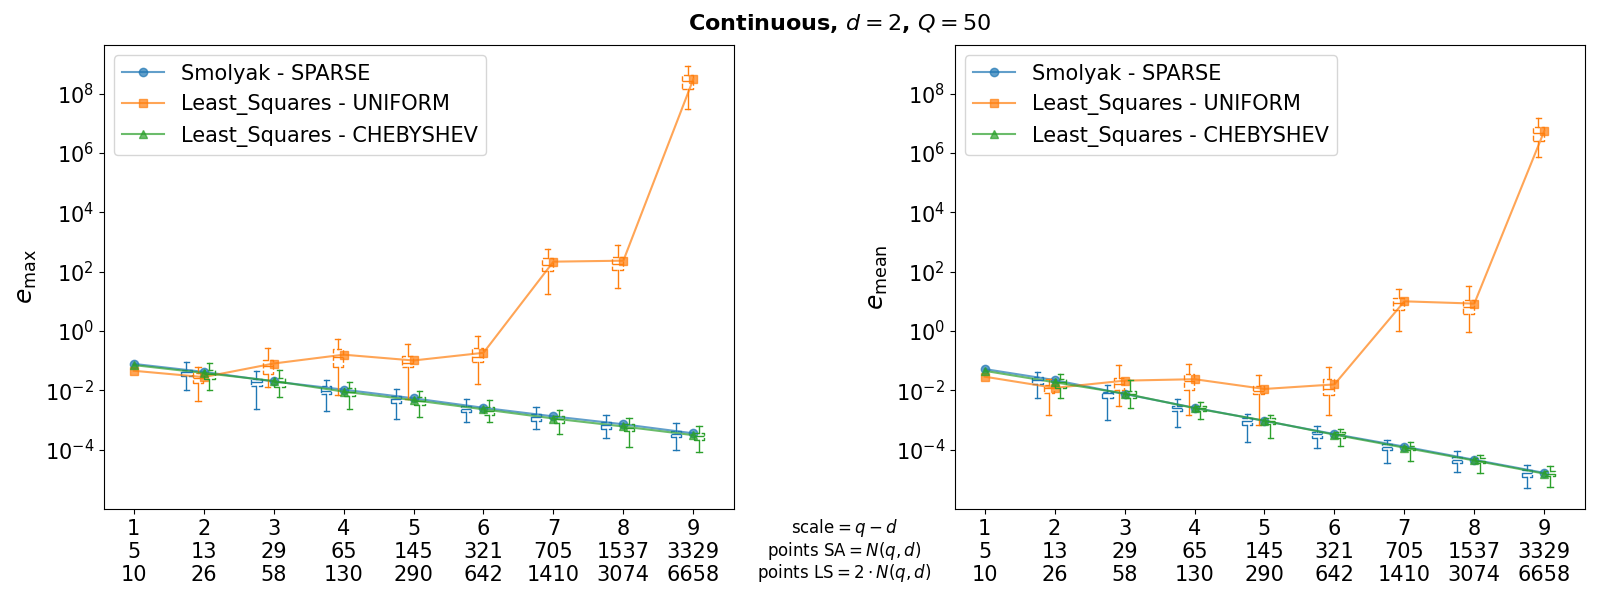 Continuous, d = 2, Q = 50
Smolyak - SPARSE
Least_Squares - UNIFORM
Least_Squares - CHEBYSHEV
e_max
10^8
10^6
10^4
10^2
10^0
10^−2
10^−4
1 2 3 4 5 6 7 8 9
5 13 29 65 145 321 705 1537 3329
10 26 58 130 290 642 1410 3074 6658
scale = q − d
points SA = N(q, d)
points LS = 2 · N(q, d)
Smolyak - SPARSE
Least_Squares - UNIFORM
Least_Squares - CHEBYSHEV
e_mean
10^8
10^6
10^4
10^2
10^0
10^−2
10^−4
1 2 3 4 5 6 7 8 9
5 13 29 65 145 321 705 1537 3329
10 26 58 130 290 642 1410 3074 6658